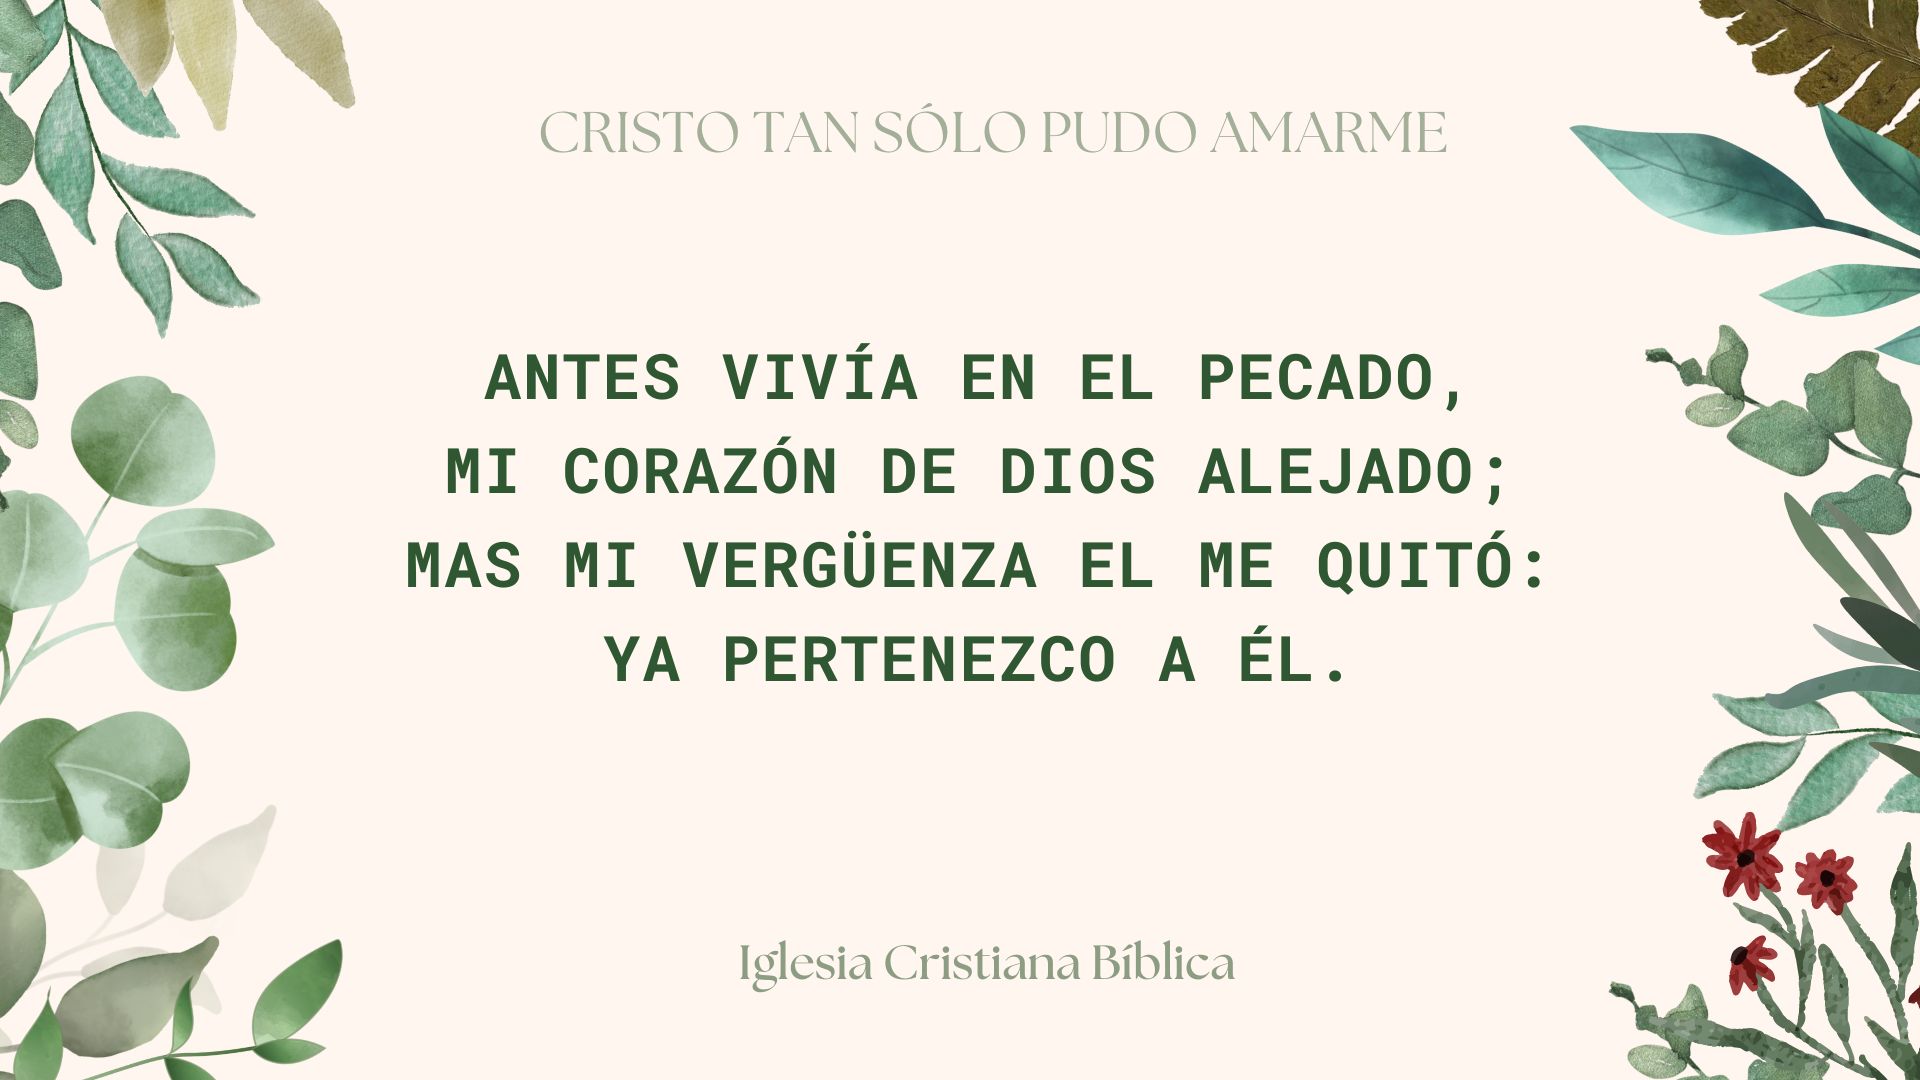 CRISTO TAN SÓLO PUDO AMARME
ANTES VIVÍA EN EL PECADO,
MI CORAZÓN DE DIOS ALEJADO;
MAS MI VERGÜENZA EL ME QUITÓ:
YA PERTENEZCO A ÉL.
Iglesia Cristiana Bíblica